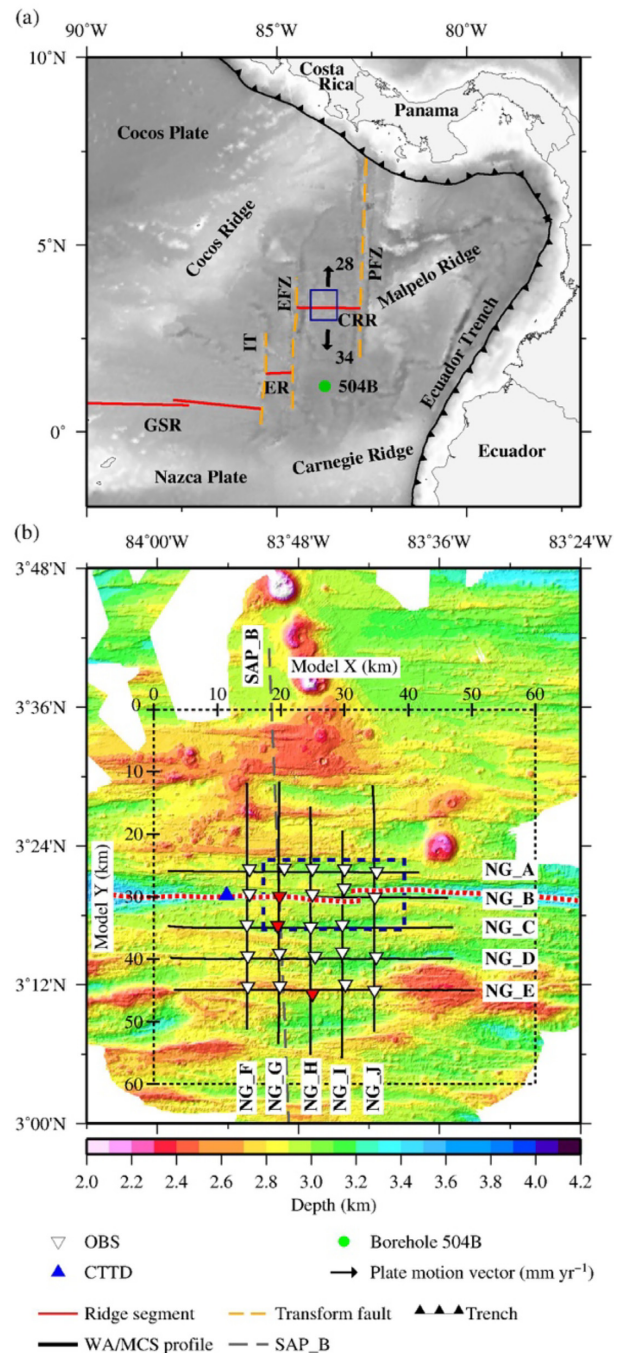 (a)
90°W 85°W 80°W
10°N
Costa
Rica
Panama
Cocos Plate
Cocos Ridge
5°N
EFZ
28
PFZ
Malpelo Ridge
CRR
IT
34
Ecuador Trench
ER
504B
GSR
0°
Carnegie Ridge
Ecuador
Nazca Plate
(b)
84°00'W 83°48'W 83°36'W 83°24'W
3°48'N
SAP_B
Model X (km)
0 10 20 30 40 50 60
3°36'N
0
10
20
3°24'N
NG_A
Model Y (km)
30
NG_B
NG_C
40
NG_D
3°12'N
NG_E
50
60
NG_F
NG_G
NG_H
NG_I
NG_J
3°00'N
2.0 2.2 2.4 2.6 2.8 3.0 3.2 3.4 3.6 3.8 4.0 4.2
Depth (km)
OBS
Borehole 504B
CTTD
Plate motion vector (mm yr⁻¹)
Ridge segment
Transform fault
Trench
WA/MCS profile
SAP_B